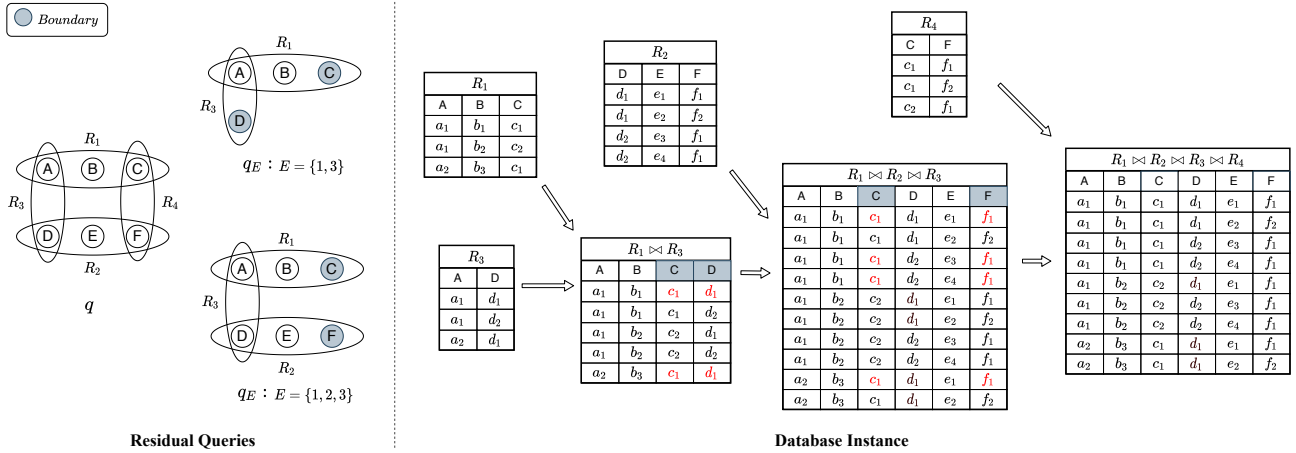 Boundary
R₁
A B C
R₃
D
q_E : E = {1, 3}
R₁
A B C
R₃ R₄
D E F
R₂
q
R₁
A B C
R₃
D E F
R₂
q_E : E = {1, 2, 3}
Residual Queries
R₁
A B C
a₁ b₁ c₁
a₁ b₂ c₂
a₂ b₃ c₁
R₂
D E F
d₁ e₁ f₁
d₁ e₂ f₂
d₂ e₃ f₁
d₂ e₄ f₁
R₄
C F
c₁ f₁
c₁ f₂
c₂ f₁
R₃
A D
a₁ d₁
a₁ d₂
a₂ d₁
R₁ ⋈ R₃
A B C D
a₁ b₁ c₁ d₁
a₁ b₁ c₁ d₂
a₁ b₂ c₂ d₁
a₁ b₂ c₂ d₂
a₂ b₃ c₁ d₁
R₁ ⋈ R₂ ⋈ R₃
A B C D E F
a₁ b₁ c₁ d₁ e₁ f₁
a₁ b₁ c₁ d₁ e₂ f₂
a₁ b₁ c₁ d₂ e₃ f₁
a₁ b₁ c₁ d₂ e₄ f₁
a₁ b₂ c₂ d₁ e₁ f₁
a₁ b₂ c₂ d₁ e₂ f₂
a₁ b₂ c₂ d₂ e₃ f₁
a₁ b₂ c₂ d₂ e₄ f₁
a₂ b₃ c₁ d₁ e₁ f₁
a₂ b₃ c₁ d₁ e₂ f₂
R₁ ⋈ R₂ ⋈ R₃ ⋈ R₄
A B C D E F
a₁ b₁ c₁ d₁ e₁ f₁
a₁ b₁ c₁ d₁ e₂ f₂
a₁ b₁ c₁ d₂ e₃ f₁
a₁ b₁ c₁ d₂ e₄ f₁
a₁ b₂ c₂ d₁ e₁ f₁
a₁ b₂ c₂ d₂ e₃ f₁
a₁ b₂ c₂ d₂ e₄ f₁
a₂ b₃ c₁ d₁ e₁ f₁
a₂ b₃ c₁ d₁ e₂ f₂
Database Instance